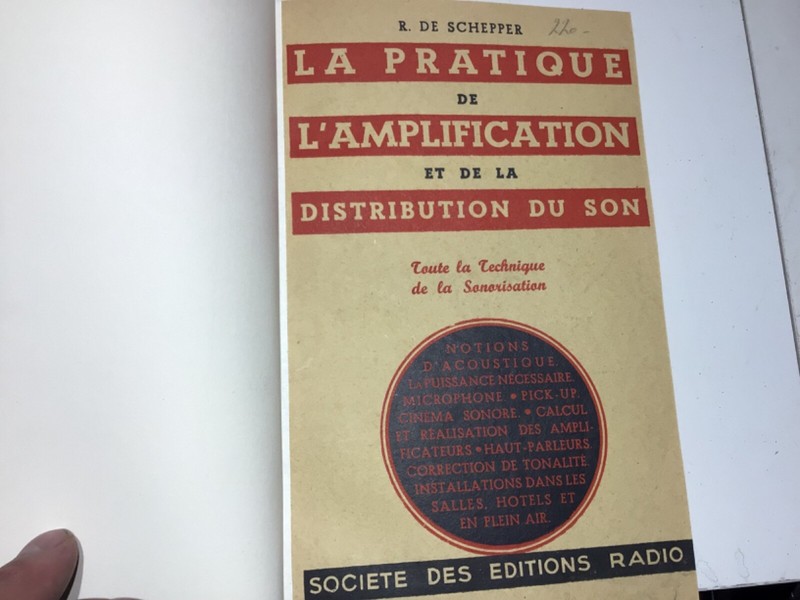 R. DE SCHEPPER 220-
LA PRATIQUE
DE
L'AMPLIFICATION
ET DE LA
DISTRIBUTION DU SON
Toute la Technique
de la Sonorisation
NOTIONS
D'ACOUSTIQUE.
LA PUISSANCE NÉCESSAIRE.
MICROPHONE • PICK-UP.
CINEMA SONORE. • CALCUL
ET RÉALISATION DES AMPLI-
FICATEURS • HAUT-PARLEURS.
CORRECTION DE TONALITÉ.
INSTALLATIONS DANS LES
SALLES, HOTELS ET
EN PLEIN AIR.
SOCIETE DES EDITIONS RADIO